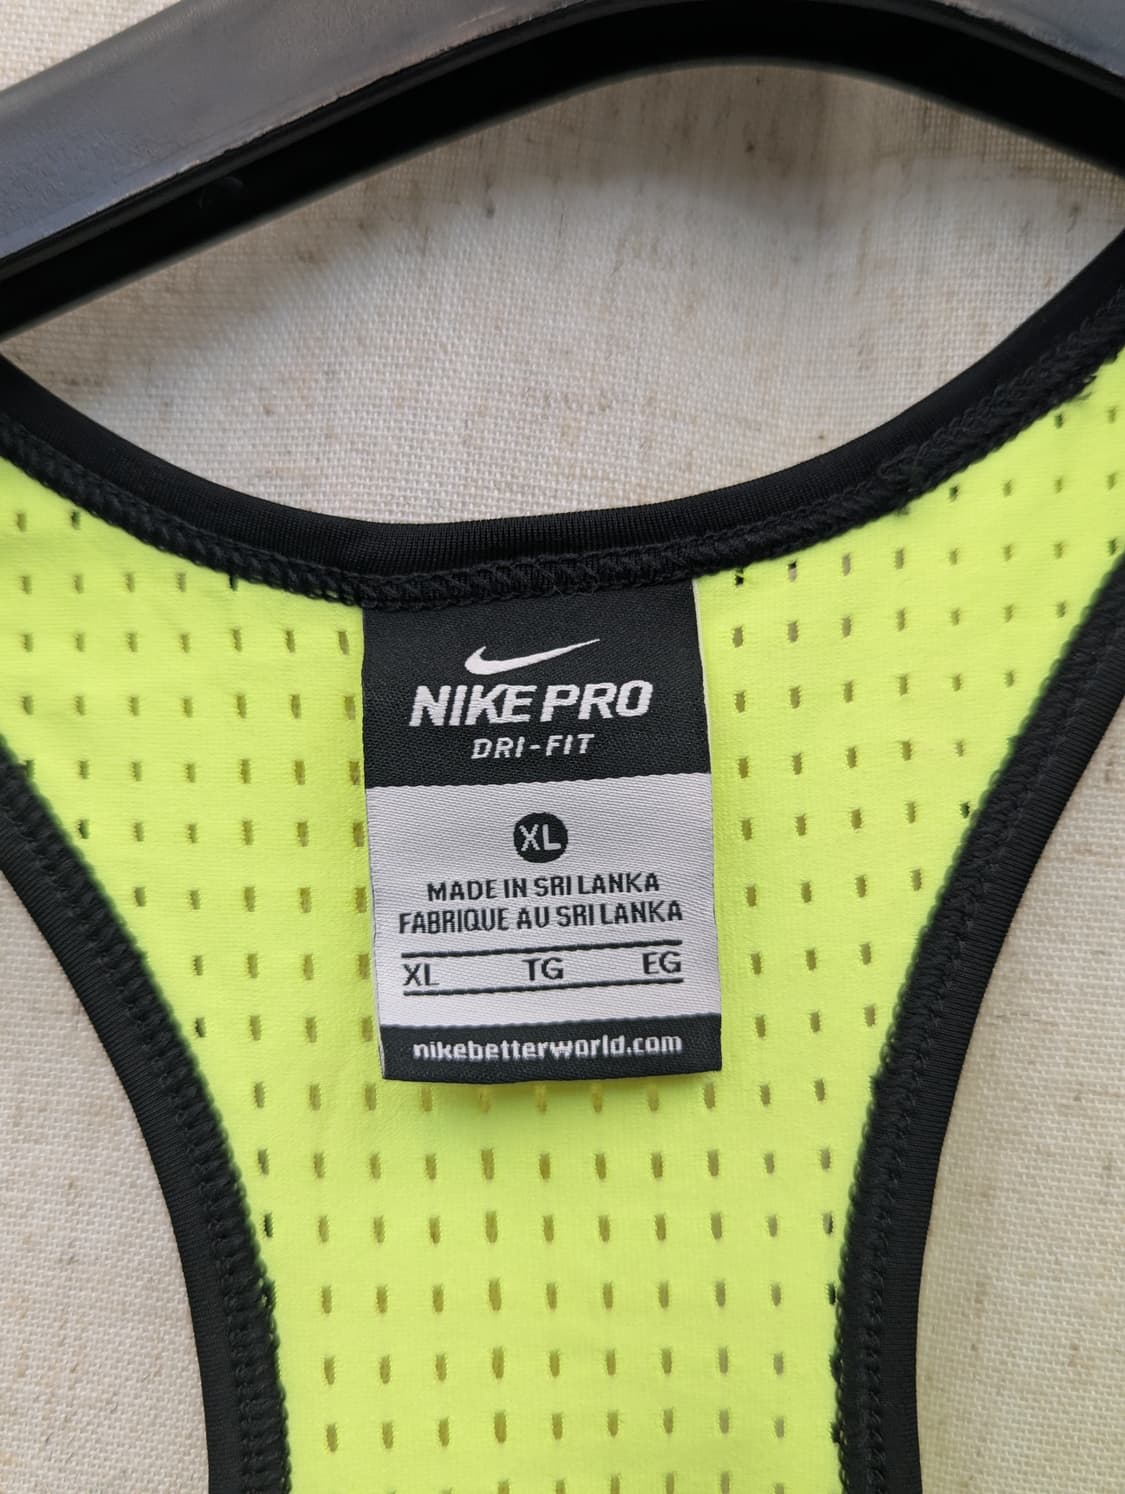 NIKE PRO
DRI-FIT
XL
MADE IN SRI LANKA
FABRIQUE AU SRI LANKA
XL TG EG
nikebetterworld.com